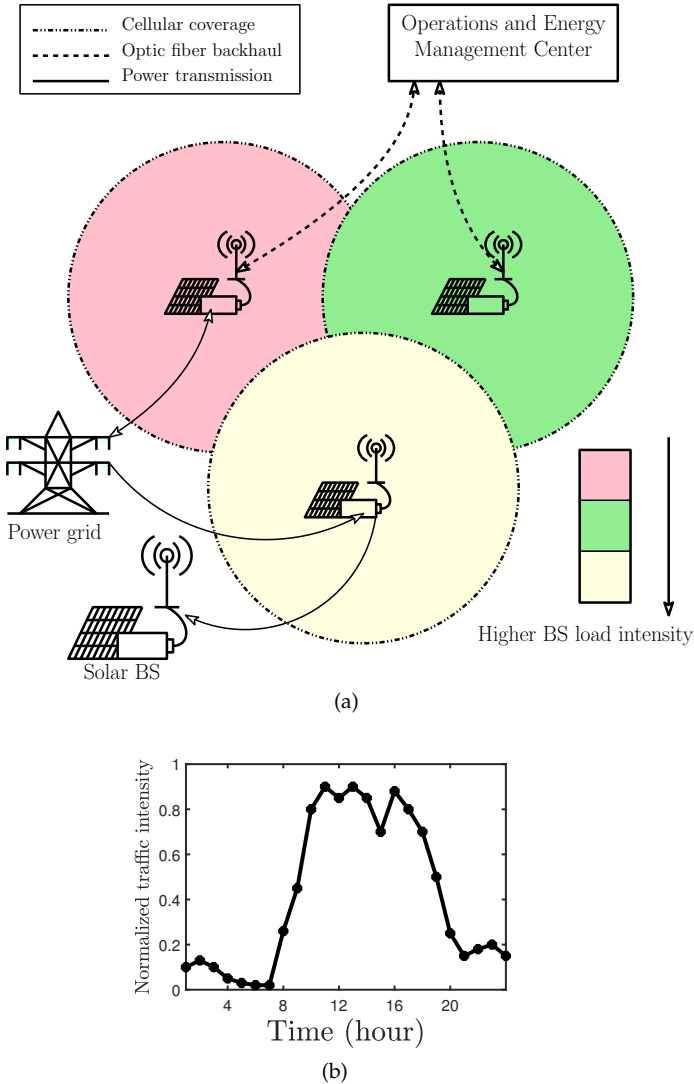 Cellular coverage
Optic fiber backhaul
Power transmission
Operations and Energy
Management Center
Power grid
Solar BS
Higher BS load intensity
(a)
Normalized traffic intensity
1
0.8
0.6
0.4
0.2
0
4 8 12 16 20
Time (hour)
(b)